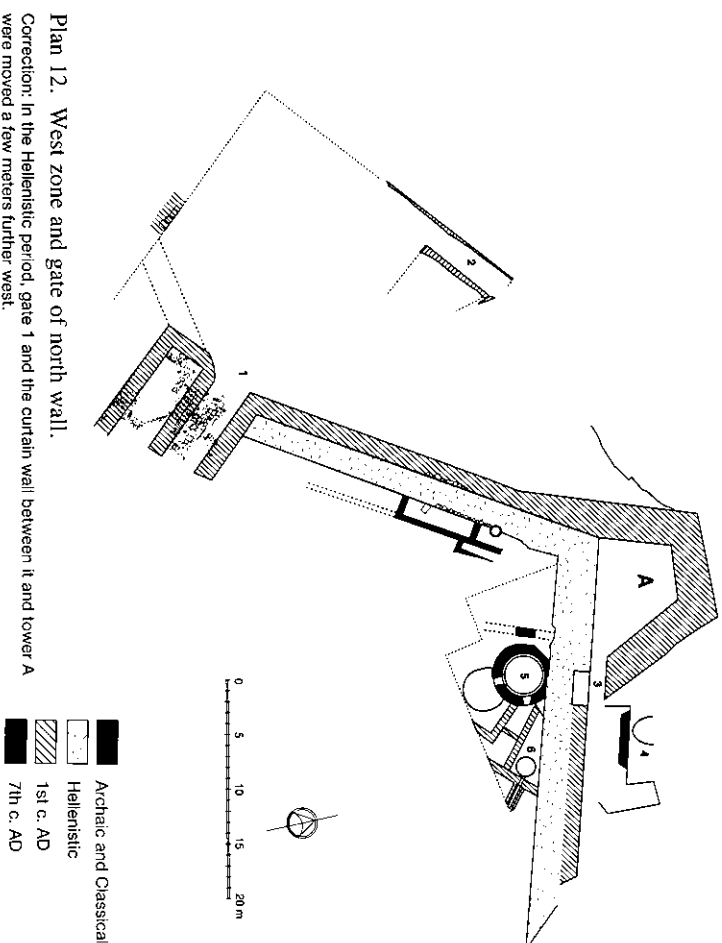 Plan 12. West zone and gate of north wall.
Correction: In the Hellenistic period, gate 1 and the curtain wall between it and tower A
were moved a few meters further west.
1
2
A
3
4
5
6
0 5 10 15 20 m
Archaic and Classical
Hellenistic
1st c. AD
7th c. AD